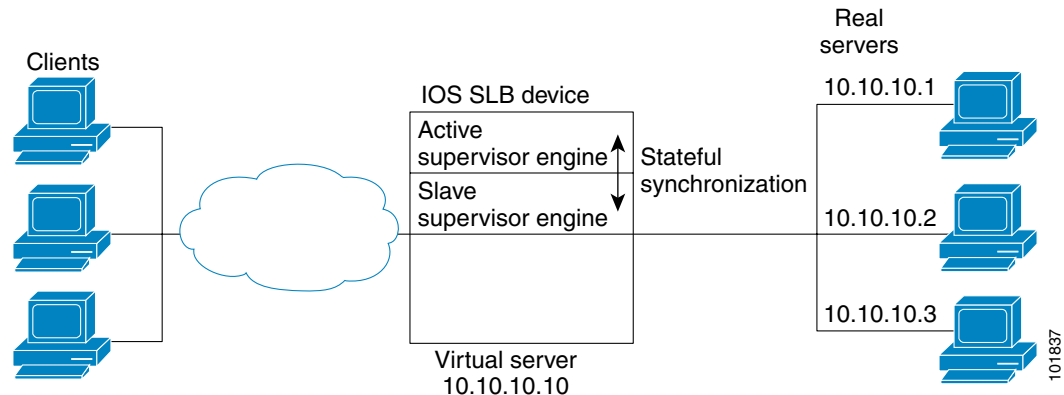 Clients
IOS SLB device
Active
supervisor engine
Slave
supervisor engine
Stateful
synchronization
Virtual server
10.10.10.10
Real
servers
10.10.10.1
10.10.10.2
10.10.10.3
101837